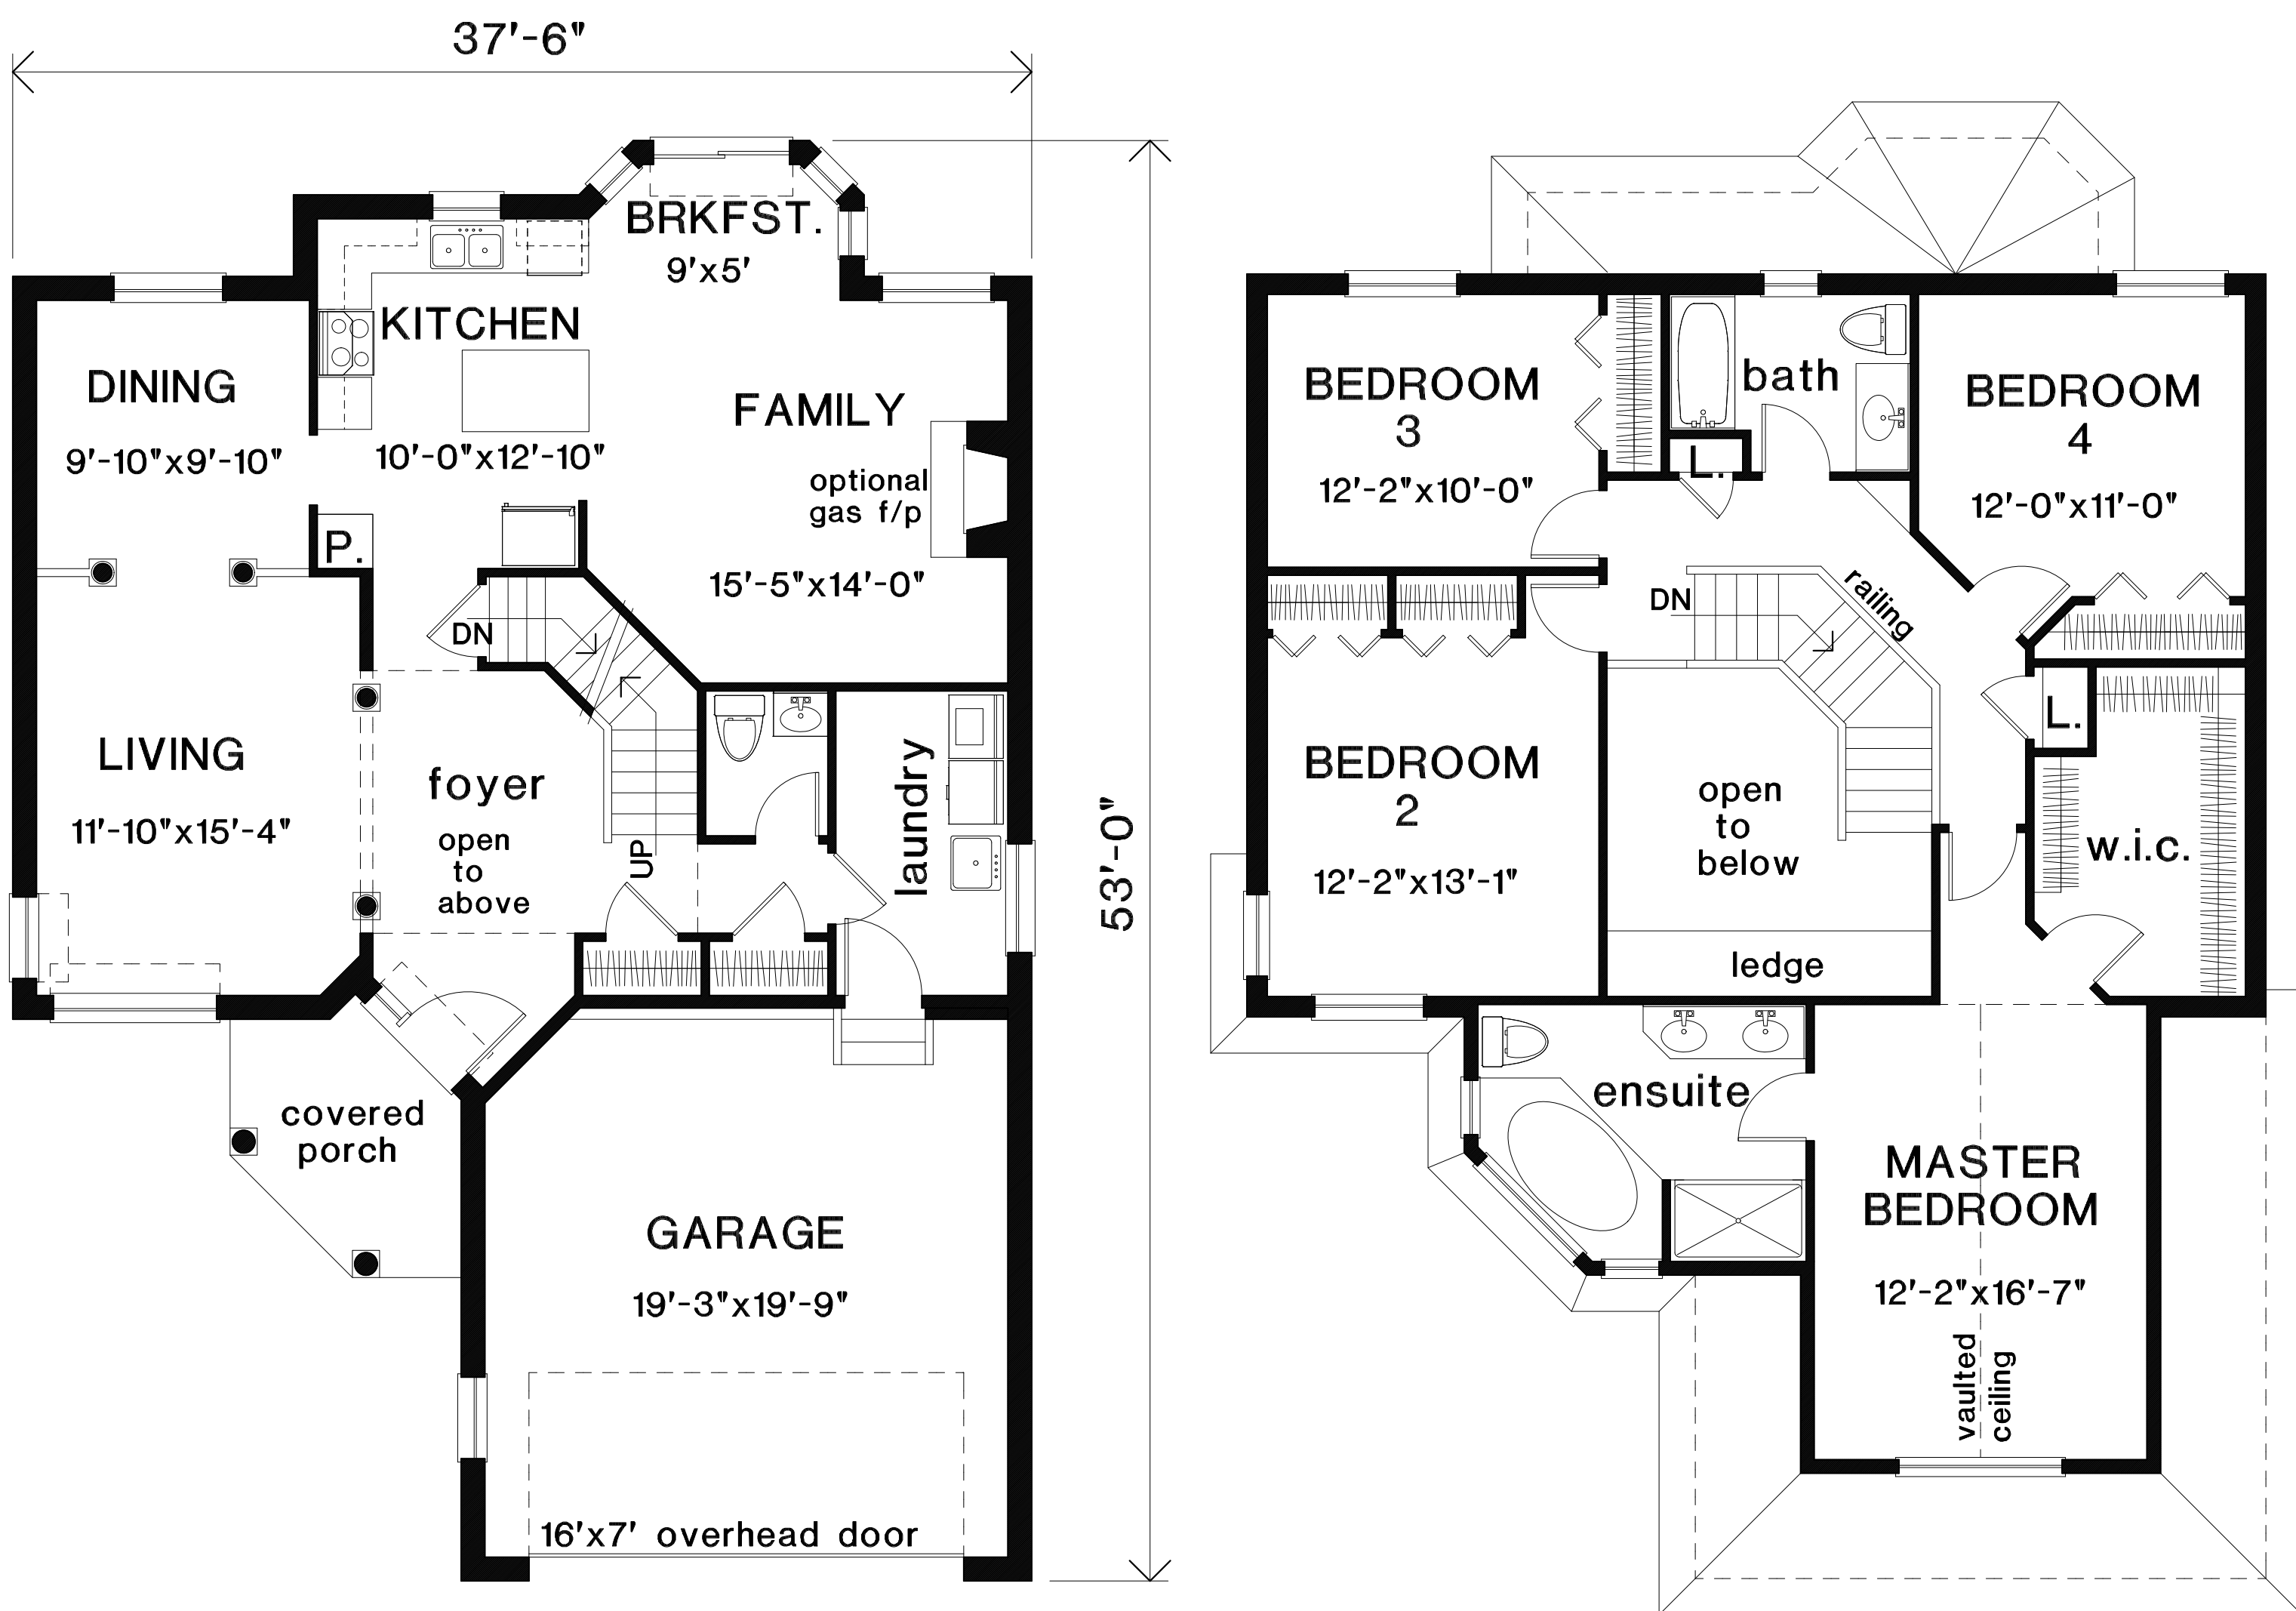 37'-6"
BRKFST.
9'x5'
KITCHEN
10'-0"x12'-10"
DINING
9'-10"x9'-10"
FAMILY
optional
gas f/p
15'-5"x14'-0"
P.
DN
LIVING
11'-10"x15'-4"
foyer
open
to
above
UP
laundry
53'-0"
covered
porch
GARAGE
19'-3"x19'-9"
16'x7' overhead door
BEDROOM
3
12'-2"x10'-0"
bath
L.
BEDROOM
4
12'-0"x11'-0"
DN
railing
BEDROOM
2
12'-2"x13'-1"
open
to
below
ledge
L.
w.i.c.
ensuite
MASTER
BEDROOM
12'-2"x16'-7"
vaulted
ceiling